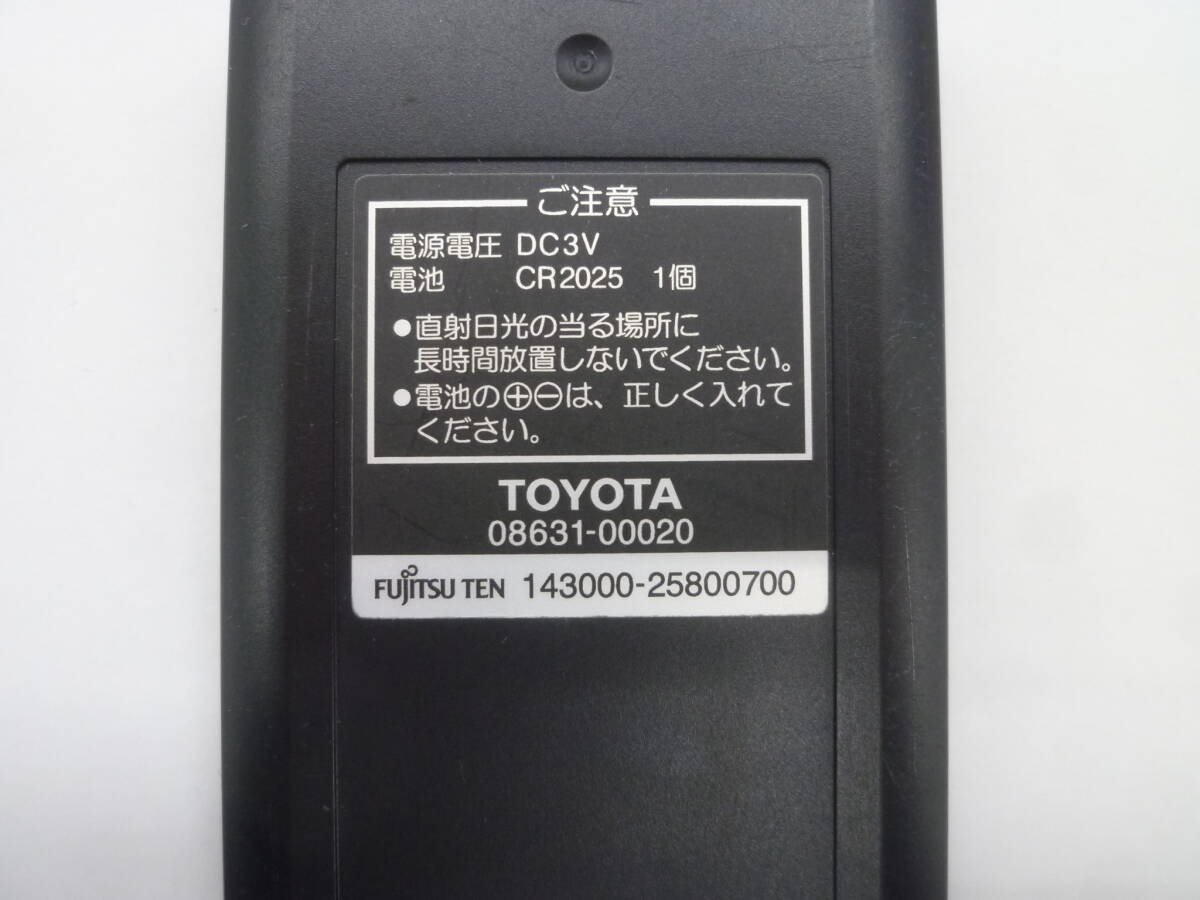 ご注意
電源電圧 DC3V
電池 CR2025 1個
●直射日光の当る場所に
長時間放置しないでください。
●電池の⊕⊖は、正しく入れて
ください。
TOYOTA
08631-00020
FUJITSU TEN 143000-25800700